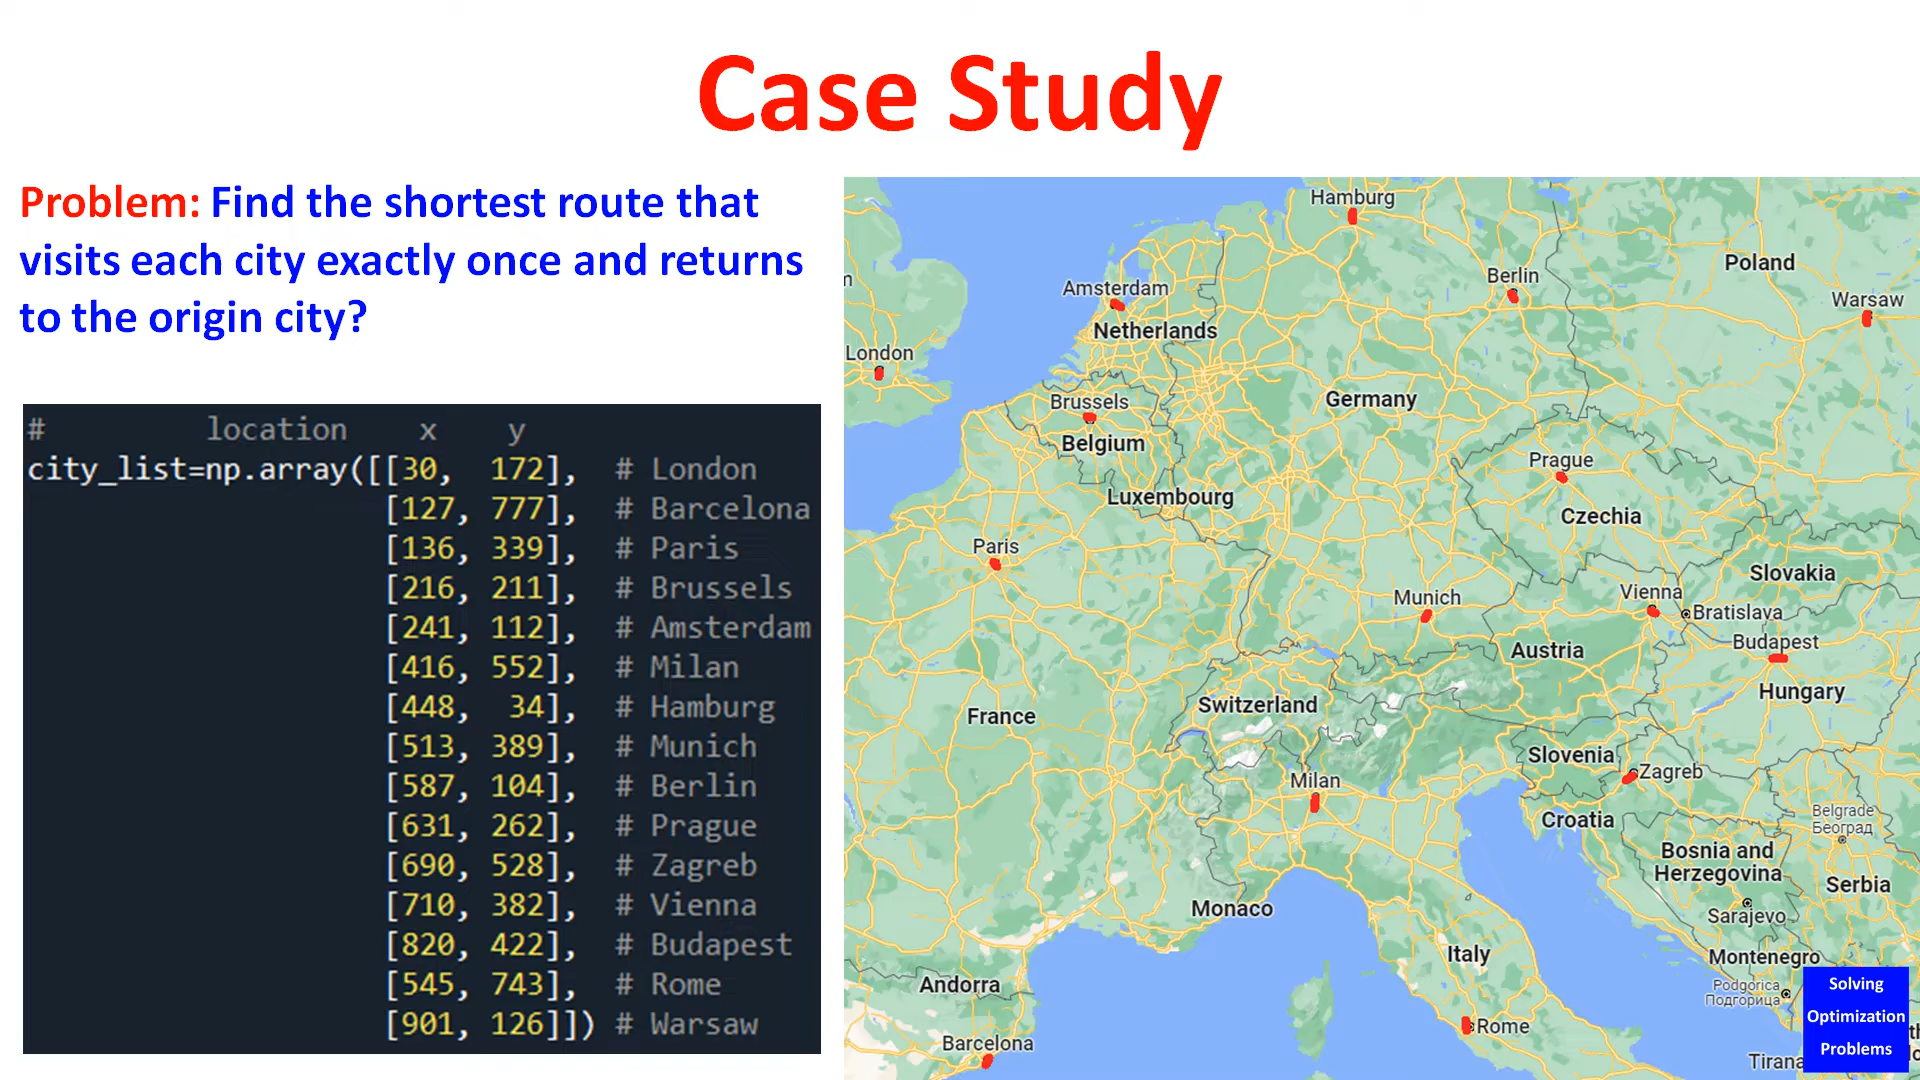 Case Study
Problem: Find the shortest route that
visits each city exactly once and returns
to the origin city?
# location x y
city_list=np.array([[30, 172], # London
[127, 777], # Barcelona
[136, 339], # Paris
[216, 211], # Brussels
[241, 112], # Amsterdam
[416, 552], # Milan
[448, 34], # Hamburg
[513, 389], # Munich
[587, 104], # Berlin
[631, 262], # Prague
[690, 528], # Zagreb
[710, 382], # Vienna
[820, 422], # Budapest
[545, 743], # Rome
[901, 126]]) # Warsaw
Hamburg
Poland
Berlin
Amsterdam
Warsaw
Netherlands
London
Germany
Brussels
Belgium
Prague
Luxembourg
Czechia
Paris
Slovakia
Munich
Vienna
Bratislava
Budapest
Austria
Hungary
Switzerland
France
Slovenia
Zagreb
Milan
Croatia
Belgrade
Београд
Bosnia and
Herzegovina
Serbia
Monaco
Sarajevo
Italy
Montenegro
Andorra
Podgorica
Подгорица
Rome
Barcelona
Tirana
Solving
Optimization
Problems